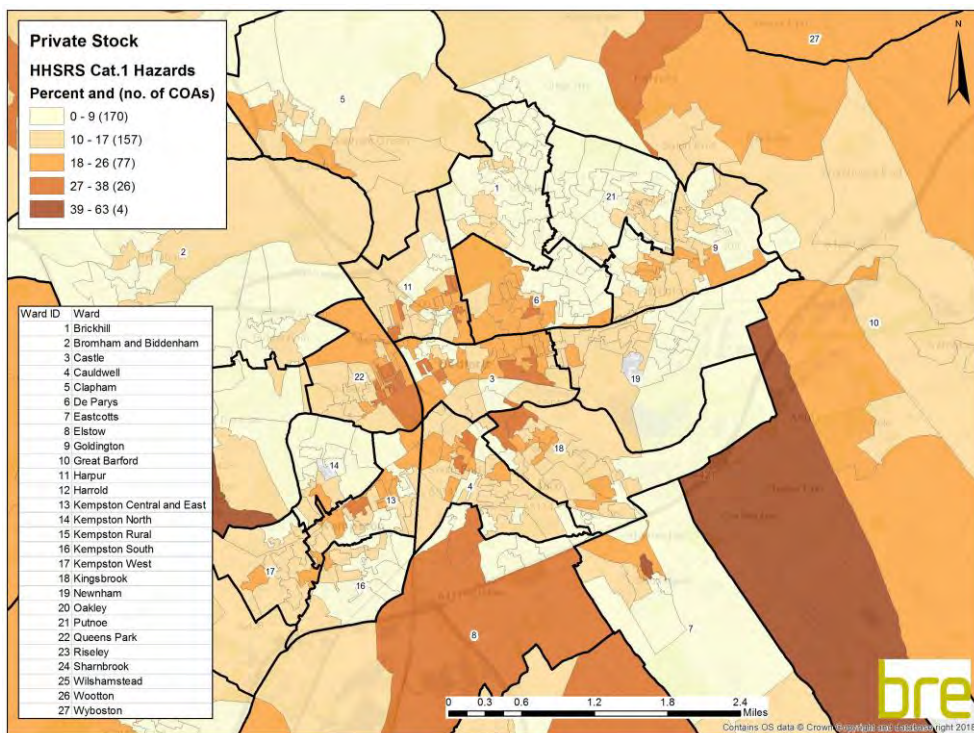 Private Stock
HHSRS Cat.1 Hazards
Percent and (no. of COAs)
0 - 9 (170)
10 - 17 (157)
18 - 26 (77)
27 - 38 (26)
39 - 63 (4)
N
27
5
1
21
2
9
11
6
10
19
22
3
18
14
4
13
17
16
8
7
Ward ID Ward
1 Brickhill
2 Bromham and Biddenham
3 Castle
4 Cauldwell
5 Clapham
6 De Parys
7 Eastcotts
8 Elstow
9 Goldington
10 Great Barford
11 Harpur
12 Harrold
13 Kempston Central and East
14 Kempston North
15 Kempston Rural
16 Kempston South
17 Kempston West
18 Kingsbrook
19 Newnham
20 Oakley
21 Putnoe
22 Queens Park
23 Riseley
24 Sharnbrook
25 Wilshamstead
26 Wootton
27 Wyboston
0 0.3 0.6 1.2 1.8 2.4
Miles
bre
Contains OS data © Crown Copyright and database right 2018